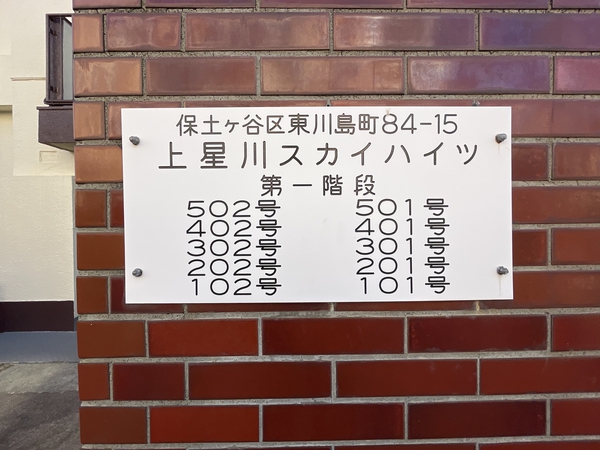 保土ヶ谷区東川島町84-15
上星川スカイハイツ
第一階段
502号 501号
402号 401号
302号 301号
202号 201号
102号 101号